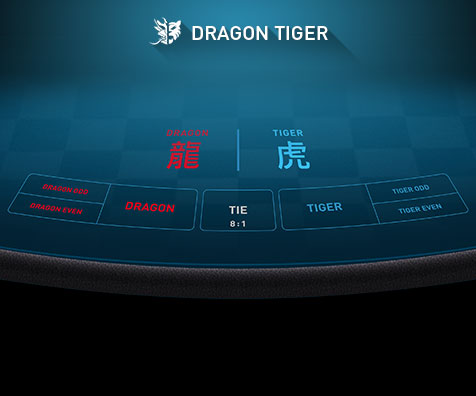 DRAGON TIGER
DRAGON
TIGER
龍
虎
DRAGON ODD
DRAGON EVEN
DRAGON
TIE
8:1
TIGER
TIGER ODD
TIGER EVEN